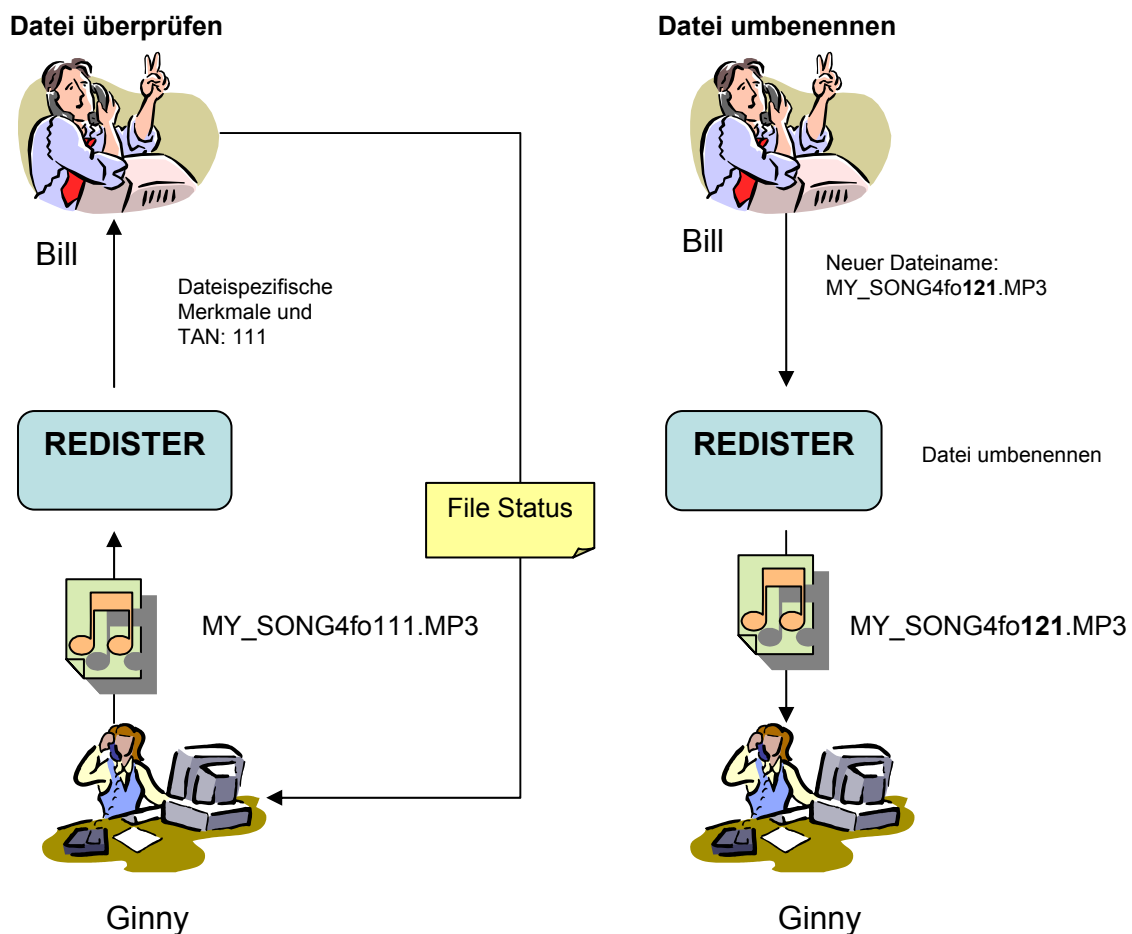 Datei überprüfen
Bill
Dateispezifische
Merkmale und
TAN: 111
REDISTER
File Status
MY_SONG4fo111.MP3
Ginny
Datei umbenennen
Bill
Neuer Dateiname:
MY_SONG4fo121.MP3
REDISTER
Datei umbenennen
MY_SONG4fo121.MP3
Ginny